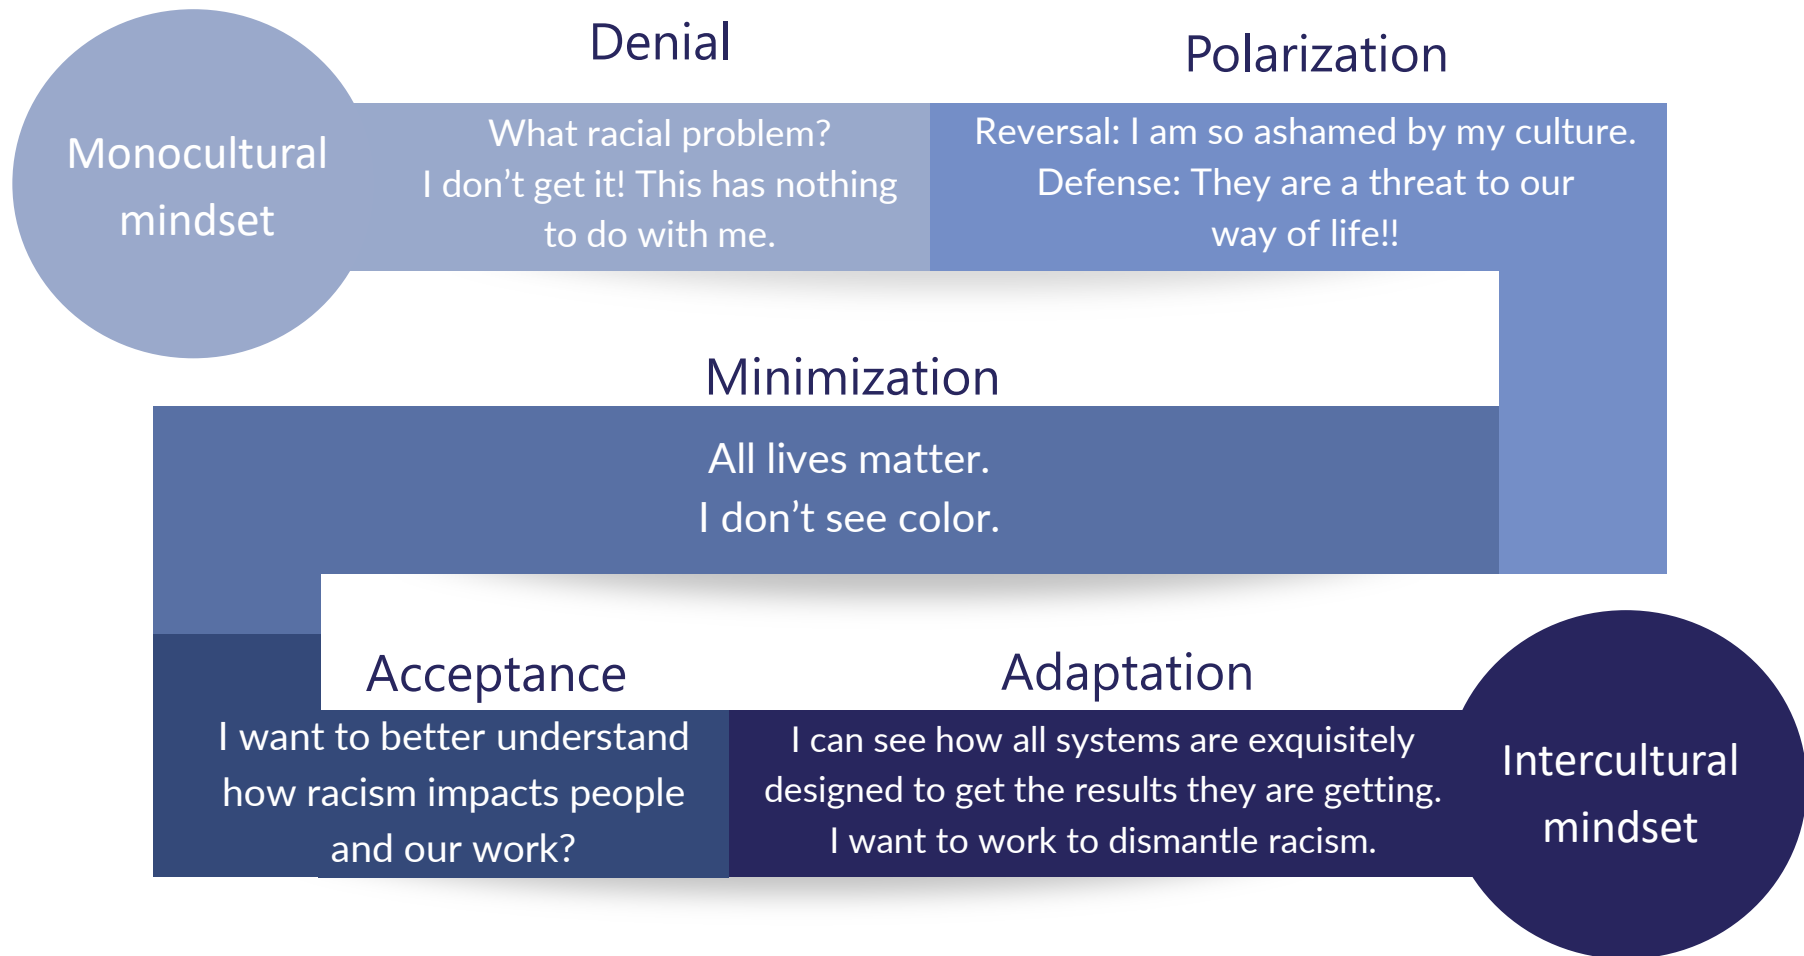 Denial
Polarization
Monocultural
mindset
What racial problem?
I don’t get it! This has nothing
to do with me.
Reversal: I am so ashamed by my culture.
Defense: They are a threat to our
way of life!!
Minimization
All lives matter.
I don’t see color.
Acceptance
Adaptation
I want to better understand
how racism impacts people
and our work?
I can see how all systems are exquisitely
designed to get the results they are getting.
I want to work to dismantle racism.
Intercultural
mindset